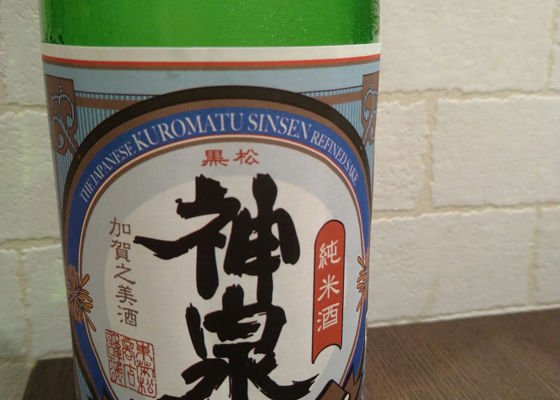 THE JAPANESE KUROMATU SINSEN REFINED SAKE
黒松
神泉
純米酒
加賀之美酒